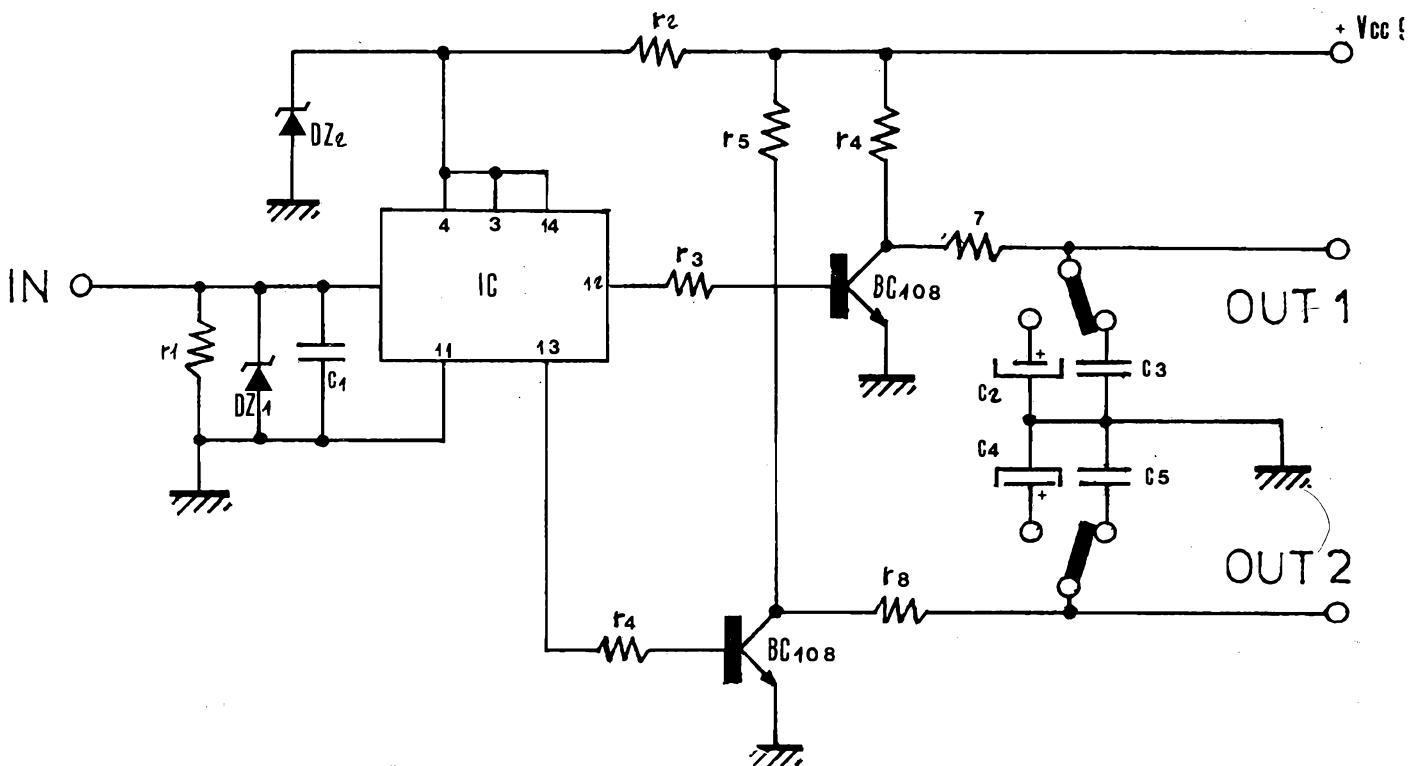 r2
+ Vcc
DZ2
r5
r4
4 3 14
7
IN
IC
12
r3
BC108
OUT 1
r1
DZ1
C1
11
13
+
C2
C3
C4
C5
+
OUT 2
r8
r4
BC108